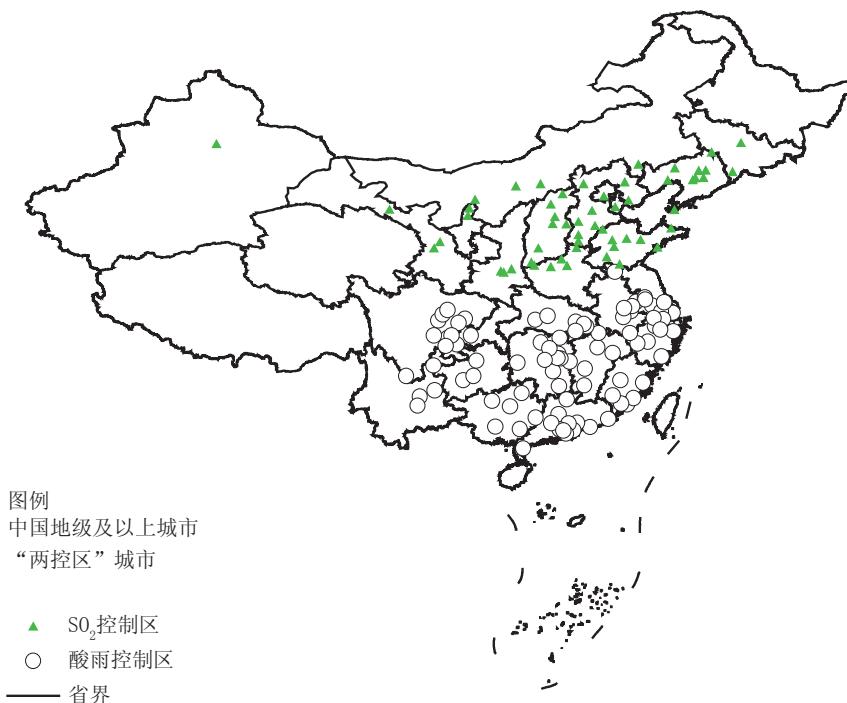 图例
中国地级及以上城市
“两控区”城市
SO₂控制区
酸雨控制区
省界